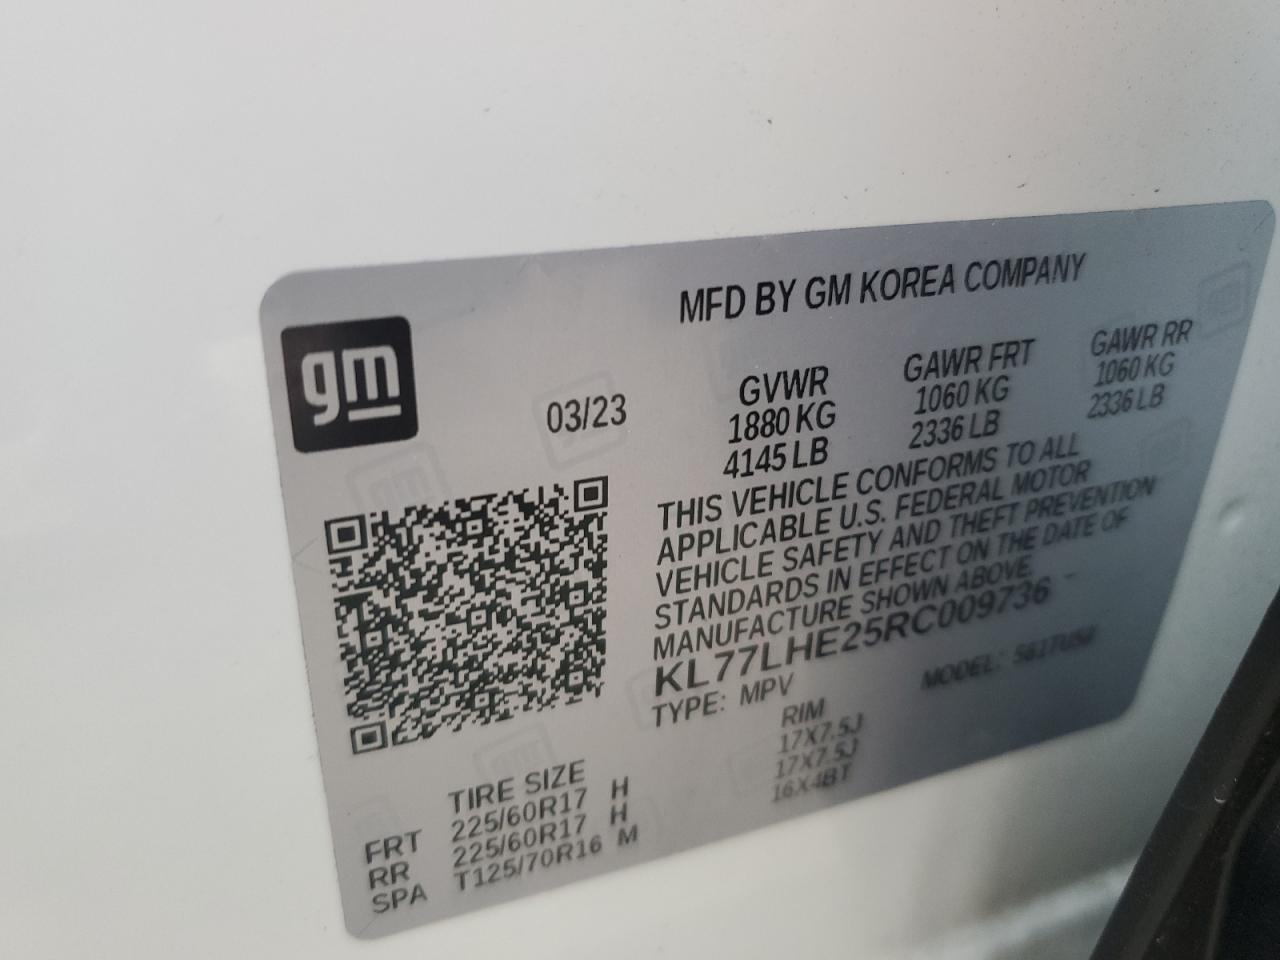 gm
MFD BY GM KOREA COMPANY
03/23
GVWR GAWR FRT GAWR RR
1880 KG 1060 KG 1060 KG
4145 LB 2336 LB 2336 LB
THIS VEHICLE CONFORMS TO ALL
APPLICABLE U.S. FEDERAL MOTOR
VEHICLE SAFETY AND THEFT PREVENTION
STANDARDS IN EFFECT ON THE DATE OF
MANUFACTURE SHOWN ABOVE
KL77LHE25RC009736
TYPE: MPV MODEL:
TIRE SIZE RIM
FRT 225/60R17 H 17X7.5J
RR 225/60R17 H 17X7.5J
SPA T125/70R16 M 16X4BT